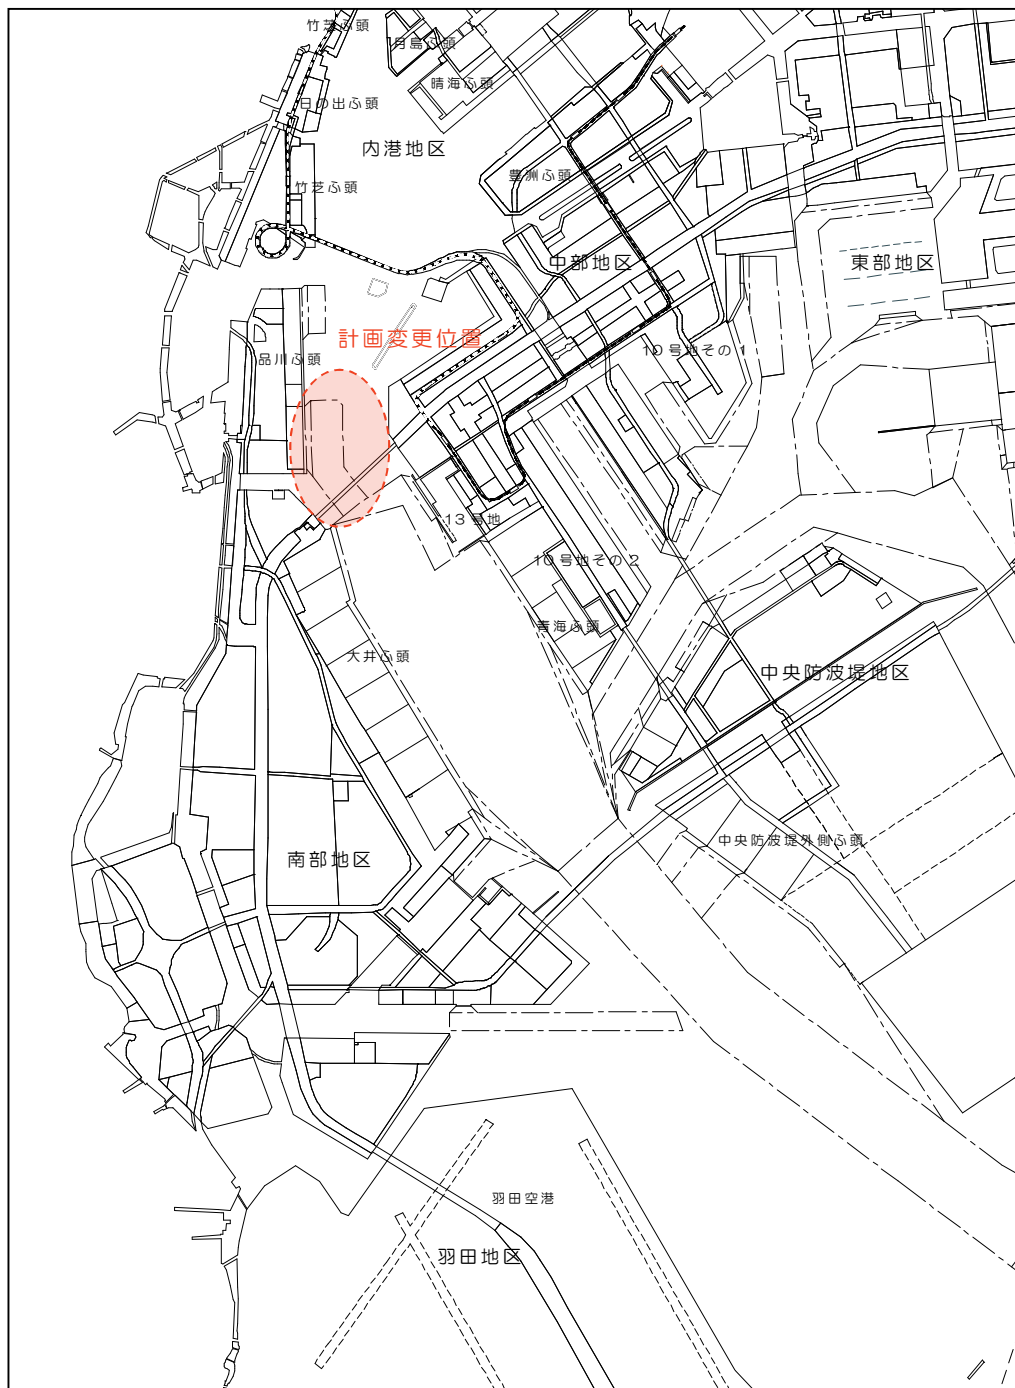 竹芝ふ頭
月島ふ頭
晴海ふ頭
日の出ふ頭
内港地区
豊洲ふ頭
竹芝ふ頭
中部地区
東部地区
計画変更位置
品川ふ頭
10号地その1
13号地
10号地その2
青海ふ頭
大井ふ頭
中央防波堤地区
中央防波堤外側ふ頭
南部地区
羽田空港
羽田地区